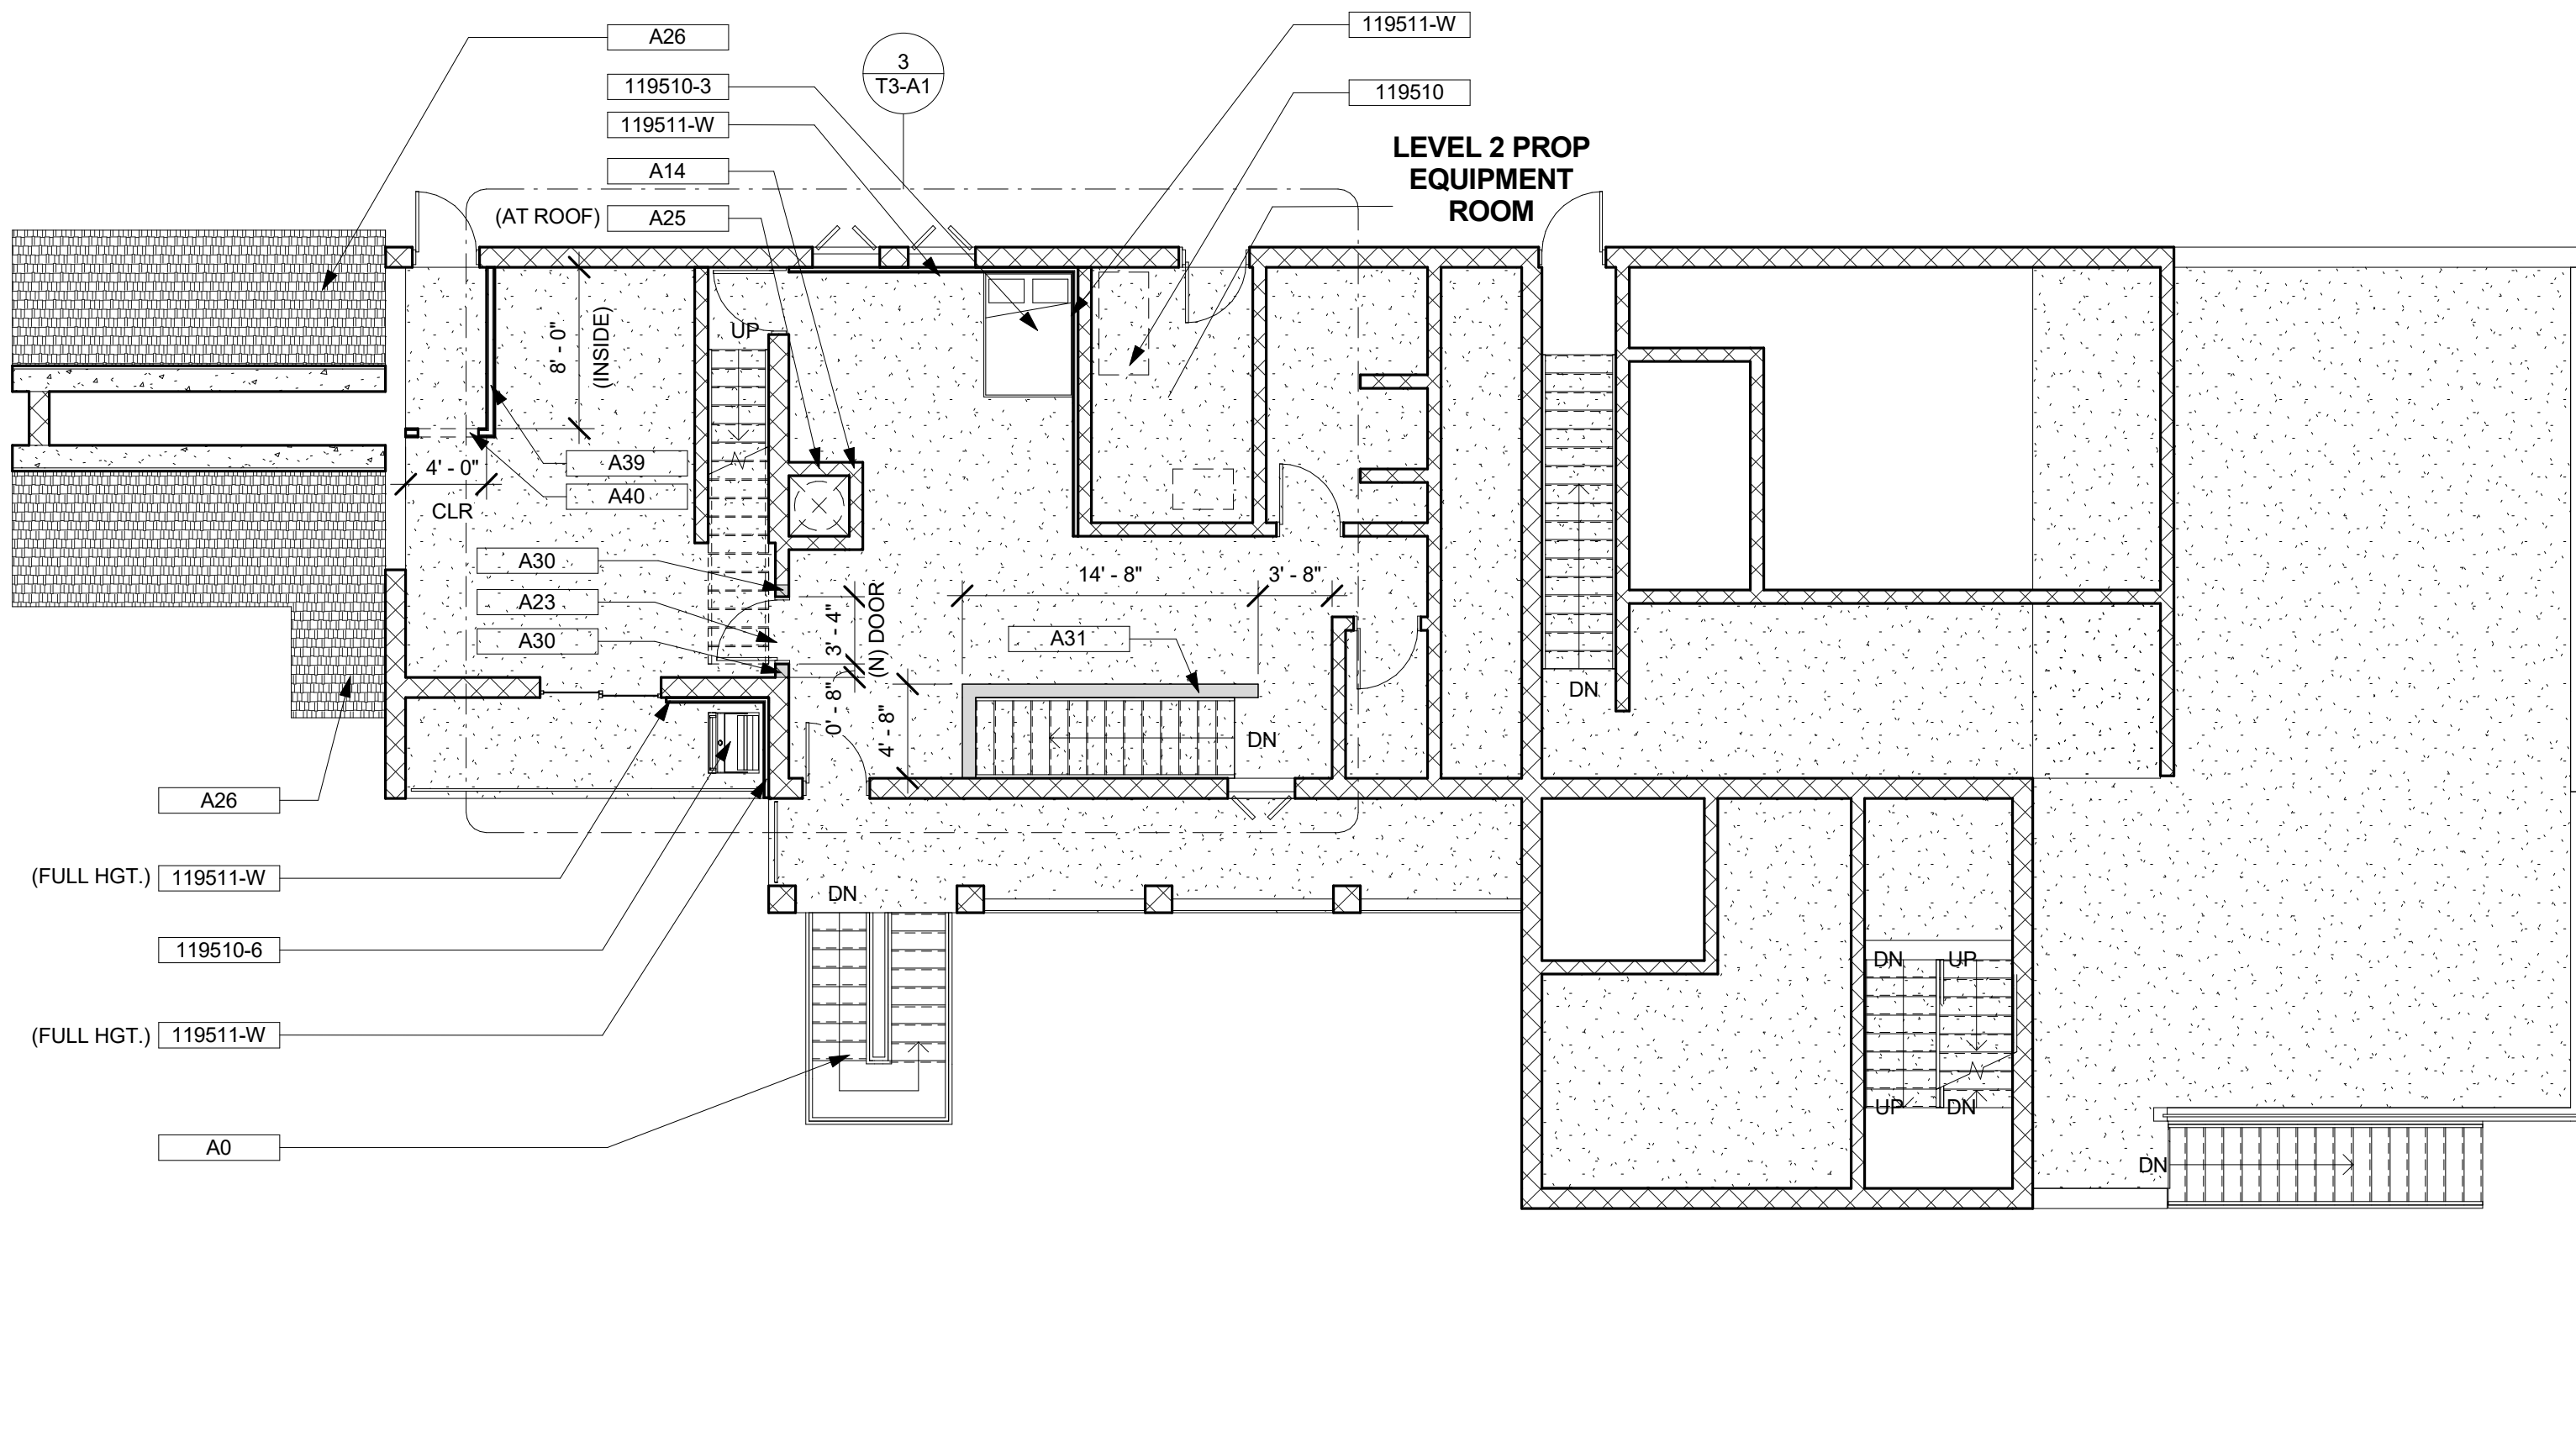 A26
119511-W
3
T3-A1
119510-3
119510
119511-W
LEVEL 2 PROP
EQUIPMENT
ROOM
A14
(AT ROOF) A25
UP
8' - 0"
(INSIDE)
A39
4' - 0"
A40
CLR
A30
14' - 8"
3' - 8"
A23
3' - 4"
(N) DOOR
A30
A31
DN
0' - 8"
4' - 8"
DN
A26
(FULL HGT.) 119511-W
DN
119510-6
DN
UP
(FULL HGT.) 119511-W
UP
DN
A0
DN